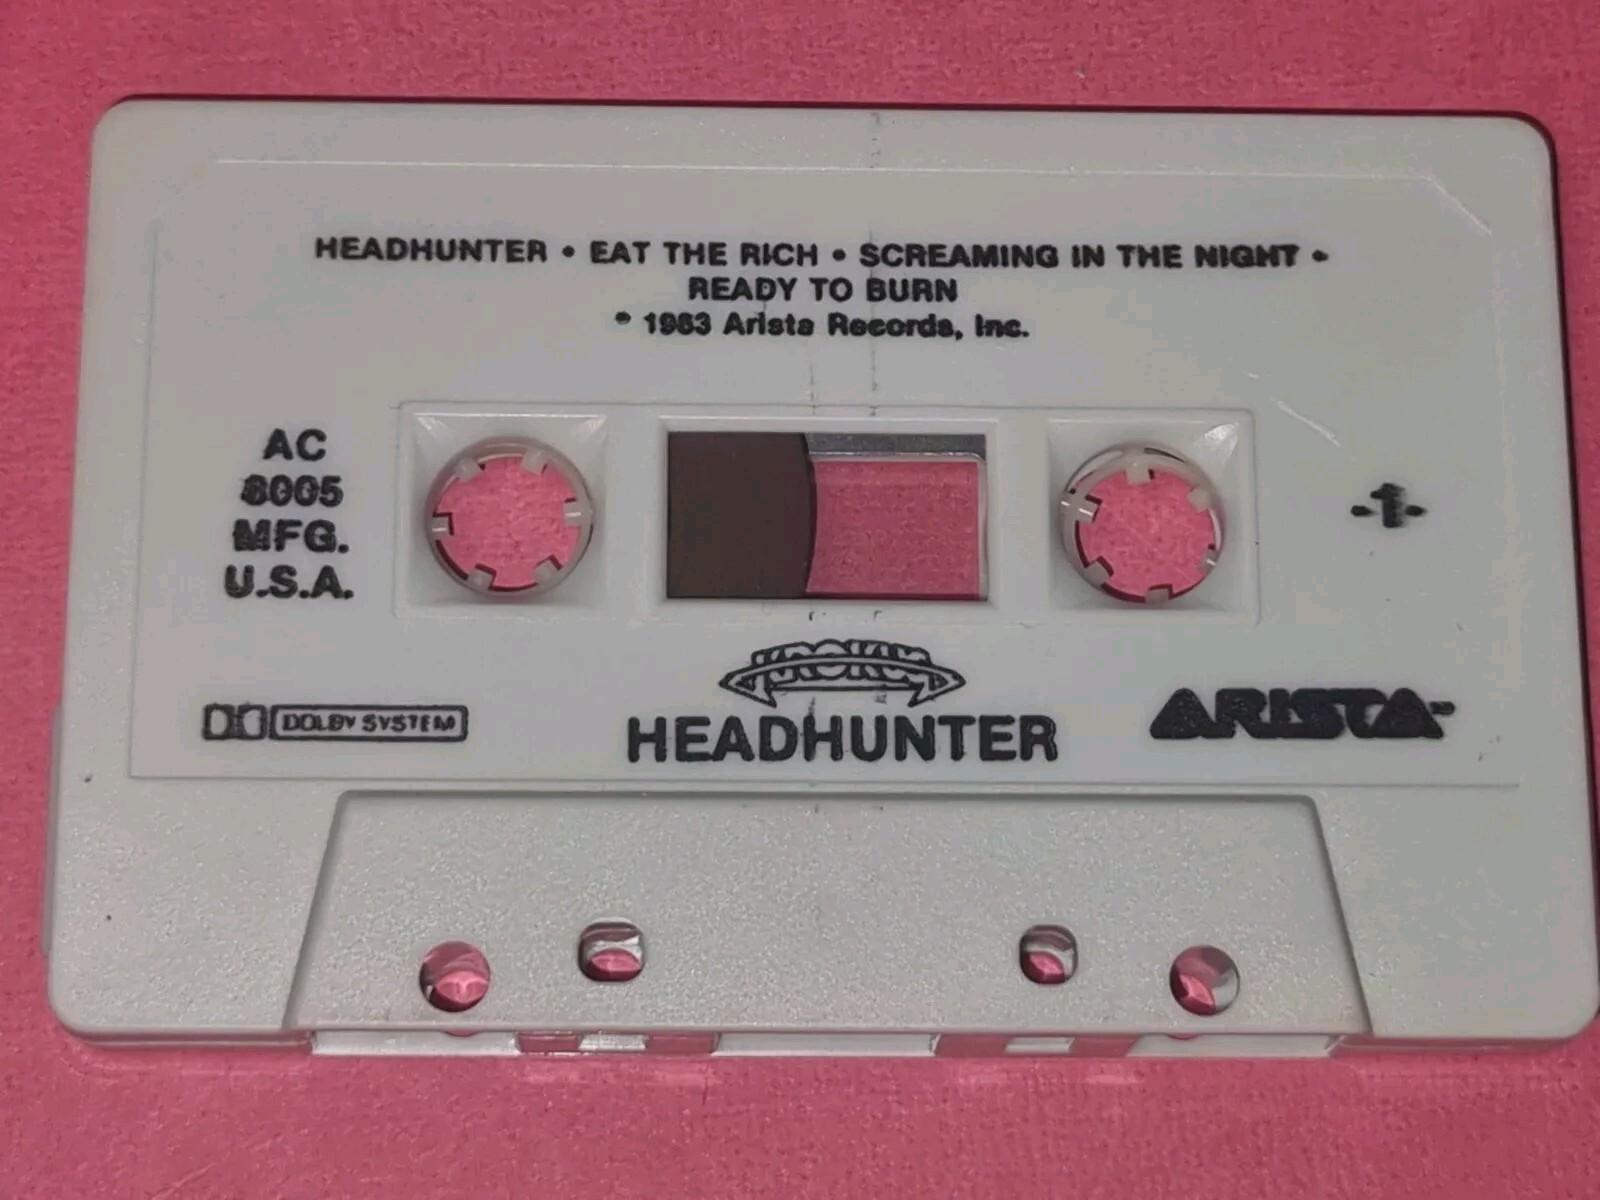 HEADHUNTER • EAT THE RICH • SCREAMING IN THE NIGHT •
READY TO BURN
℗ 1983 Arista Records, Inc.
AC
8005
MFG.
U.S.A.
-1-
KROKUS
HEADHUNTER
DOLBY SYSTEM
ARISTA